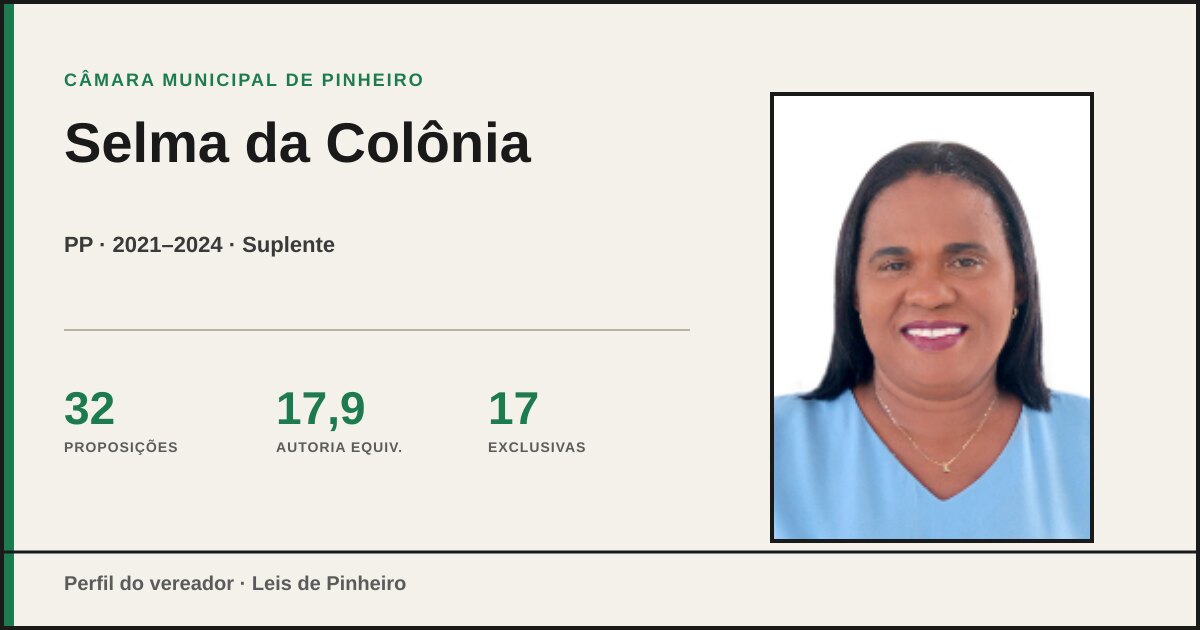 CÂMARA MUNICIPAL DE PINHEIRO
Selma da Colônia
PP · 2021–2024 · Suplente
32
PROPOSIÇÕES
17,9
AUTORIA EQUIV.
17
EXCLUSIVAS
Perfil do vereador · Leis de Pinheiro